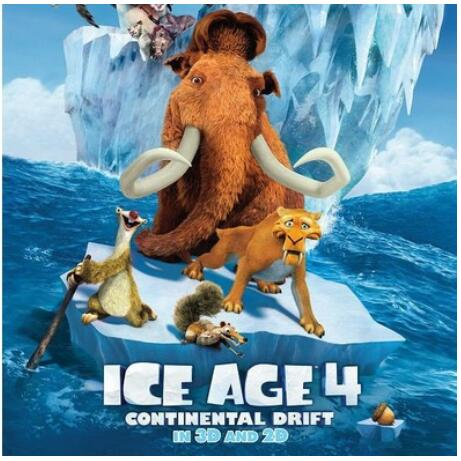 ICE AGE 4
CONTINENTAL DRIFT
IN 3D AND 2D